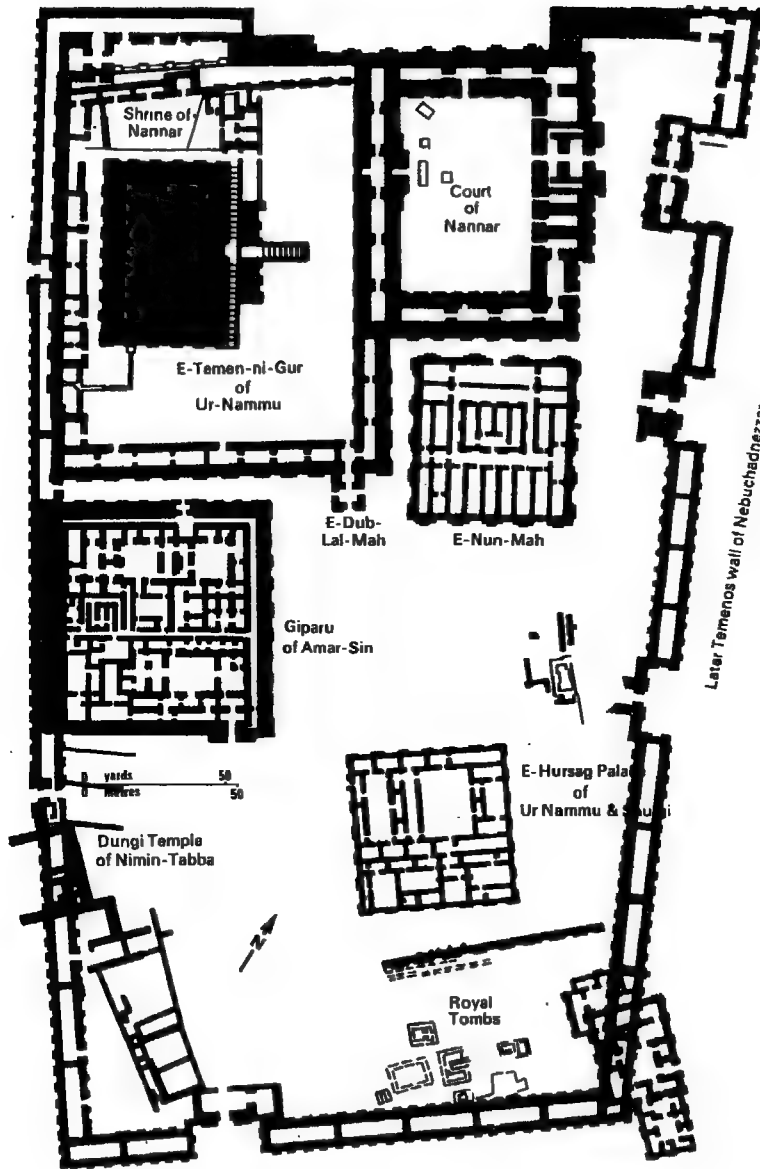 Shrine of
Nannar
Court
of
Nannar
E-Temen-ni-Gur
of
Ur-Nammu
E-Dub-
Lal-Mah
E-Nun-Mah
Later Temenos wall of Nebuchadnezzar
Giparu
of Amar-Sin
0 yards 50
0 metres 50
E-Hursag
of
Ur Nammu &
Dungi Temple
of Nimin-Tabba
N
Royal
Tombs